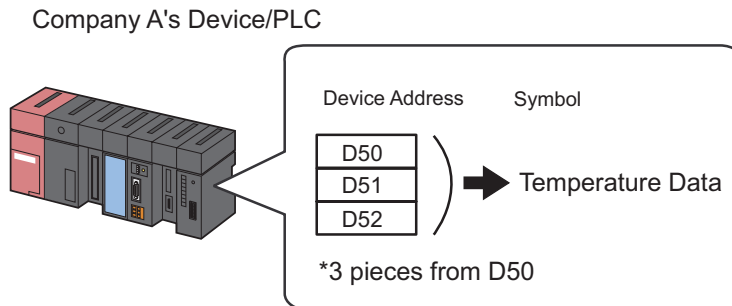 Company A's Device/PLC
Device Address Symbol
D50
D51
D52
Temperature Data
*3 pieces from D50